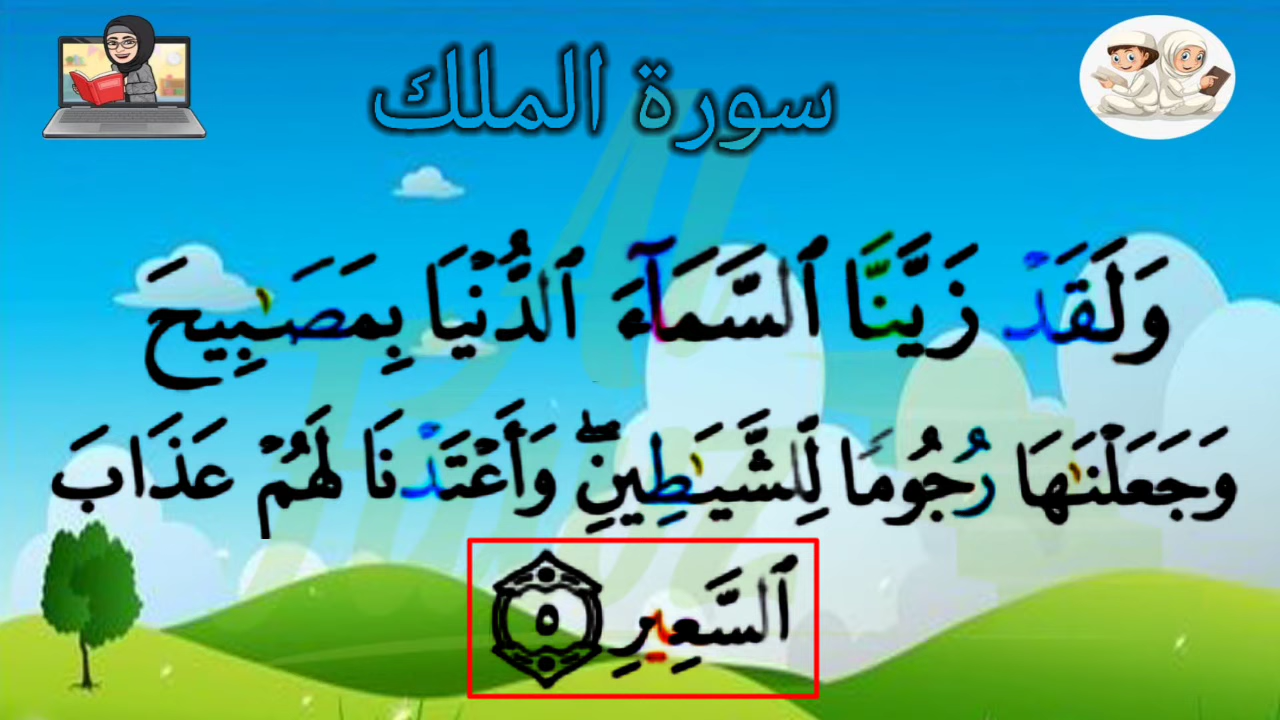 سورة الملك
وَلَقَدْ زَيَّنَّا ٱلسَّمَآءَ ٱلدُّنْيَا بِمَصَٰبِيحَ
وَجَعَلْنَٰهَا رُجُومًا لِّلشَّيَٰطِينِۖ وَأَعْتَدْنَا لَهُمْ عَذَابَ
ٱلسَّعِيرِ ٥